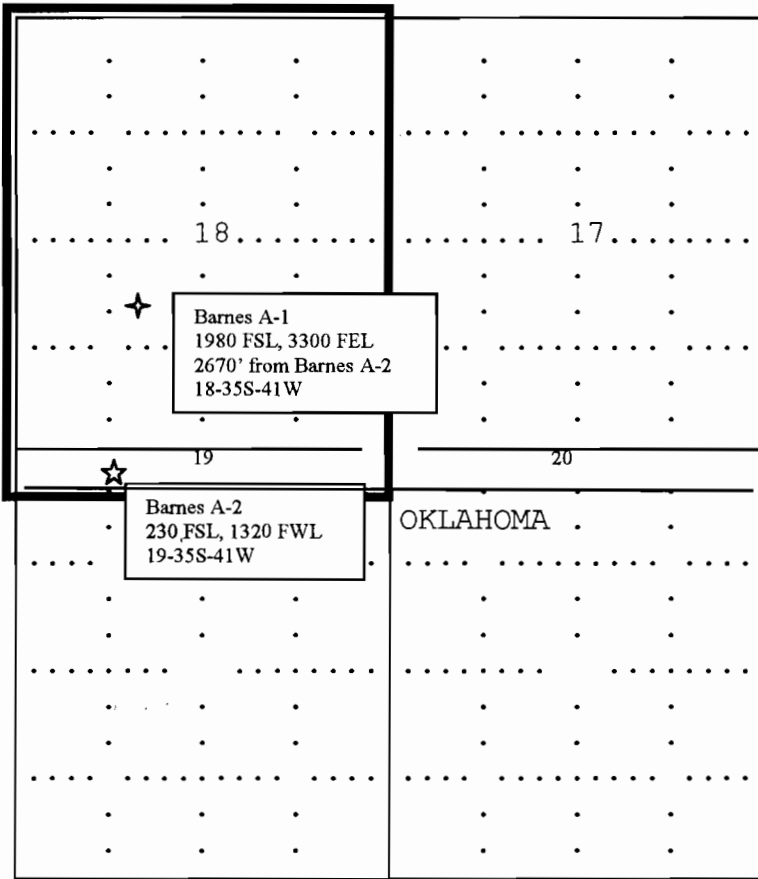 18
17
Barnes A-1
1980 FSL, 3300 FEL
2670' from Barnes A-2
18-35S-41W
19
20
Barnes A-2
230 FSL, 1320 FWL
19-35S-41W
OKLAHOMA